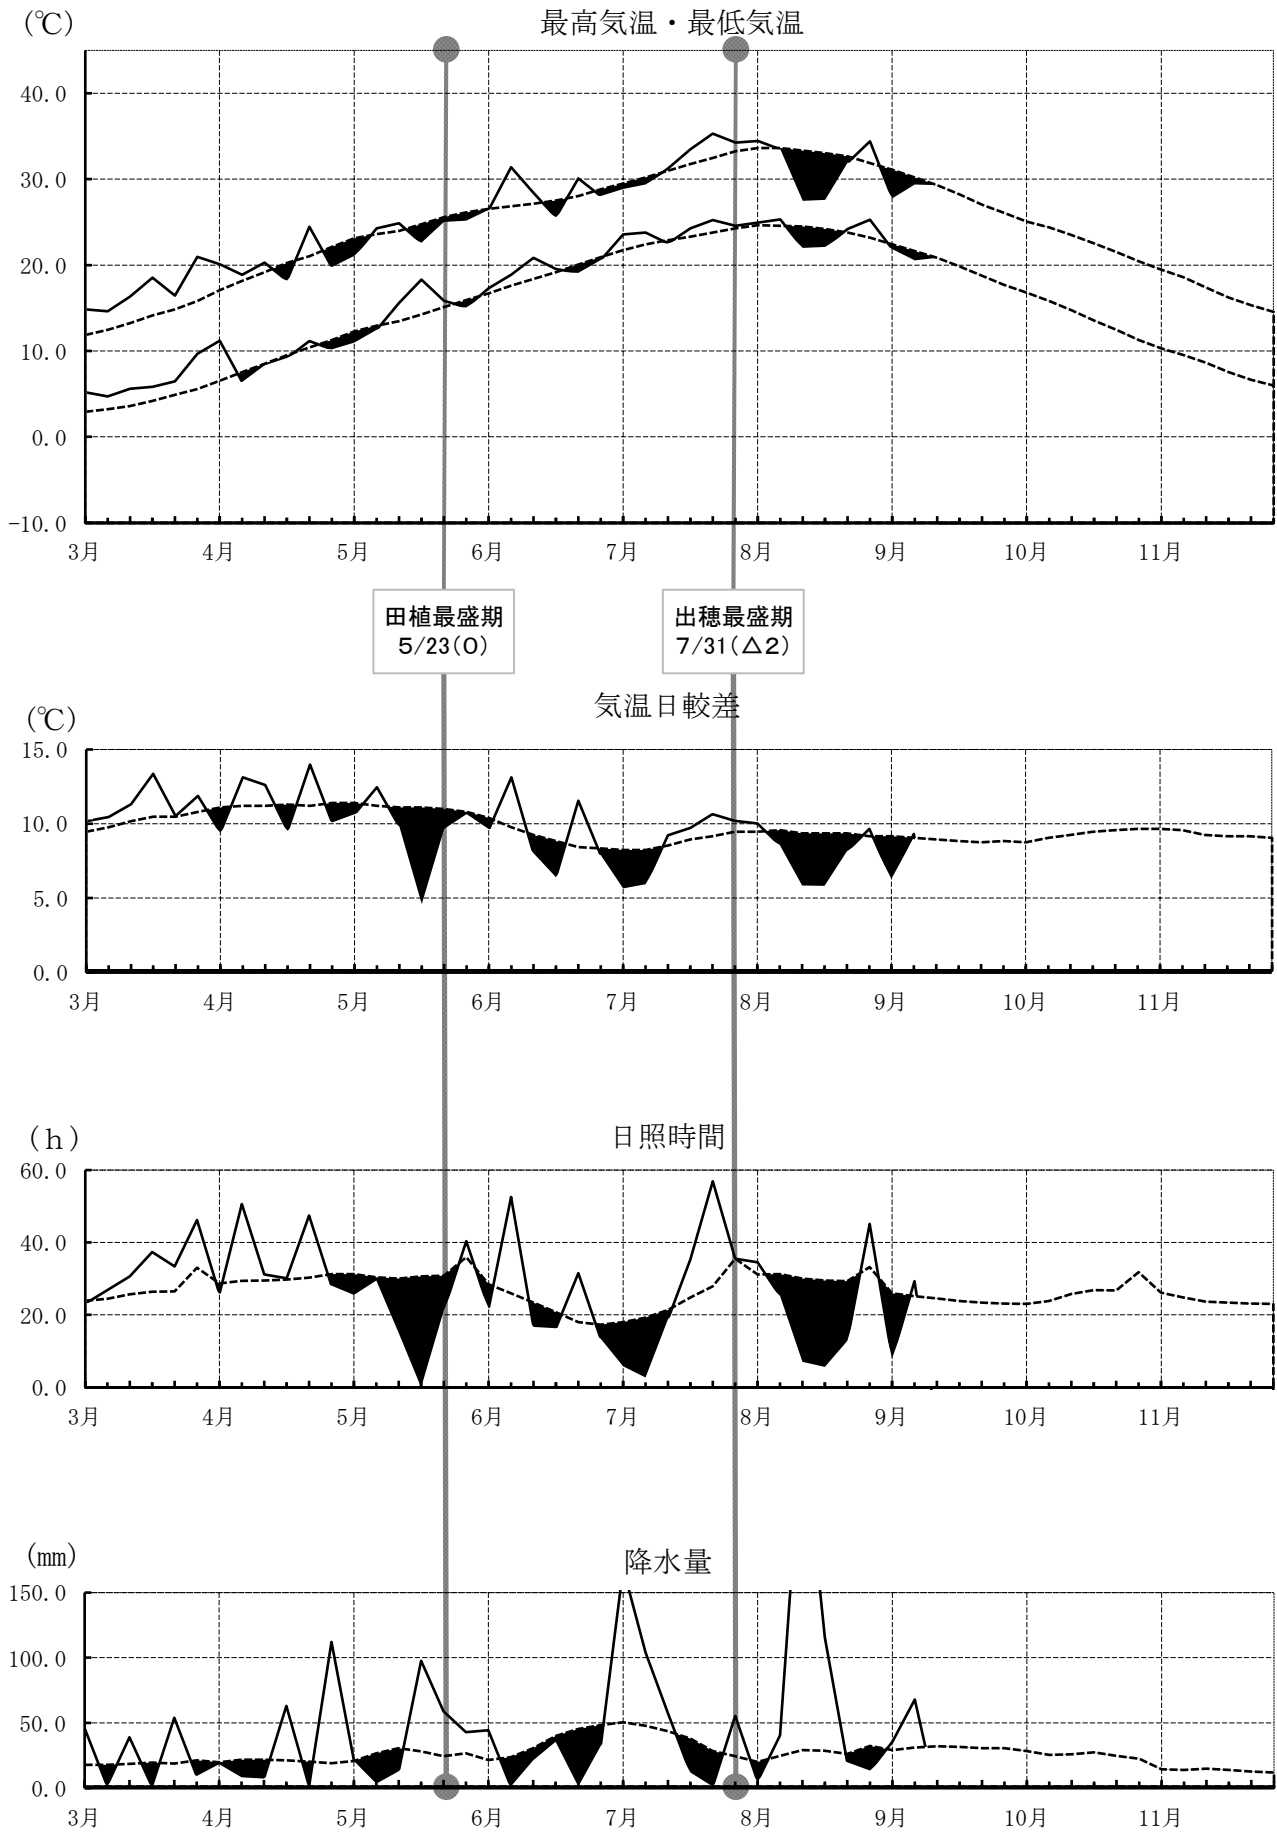 (℃)
最高気温・最低気温
40.0
30.0
20.0
10.0
0.0
-10.0
3月 4月 5月 6月 7月 8月 9月 10月 11月
田植最盛期
5/23(0)
出穂最盛期
7/31(△2)
気温日較差
(℃)
15.0
10.0
5.0
0.0
3月 4月 5月 6月 7月 8月 9月 10月 11月
(h)
日照時間
60.0
40.0
20.0
0.0
3月 4月 5月 6月 7月 8月 9月 10月 11月
(mm)
降水量
150.0
100.0
50.0
0.0
3月 4月 5月 6月 7月 8月 9月 10月 11月